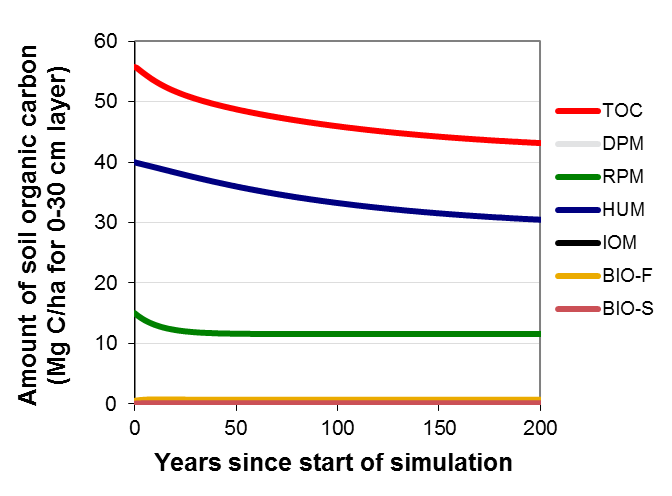 Amount of soil organic carbon
(Mg C/ha for 0-30 cm layer)
60
50
40
30
20
10
0
0 50 100 150 200
Years since start of simulation
TOC
DPM
RPM
HUM
IOM
BIO-F
BIO-S